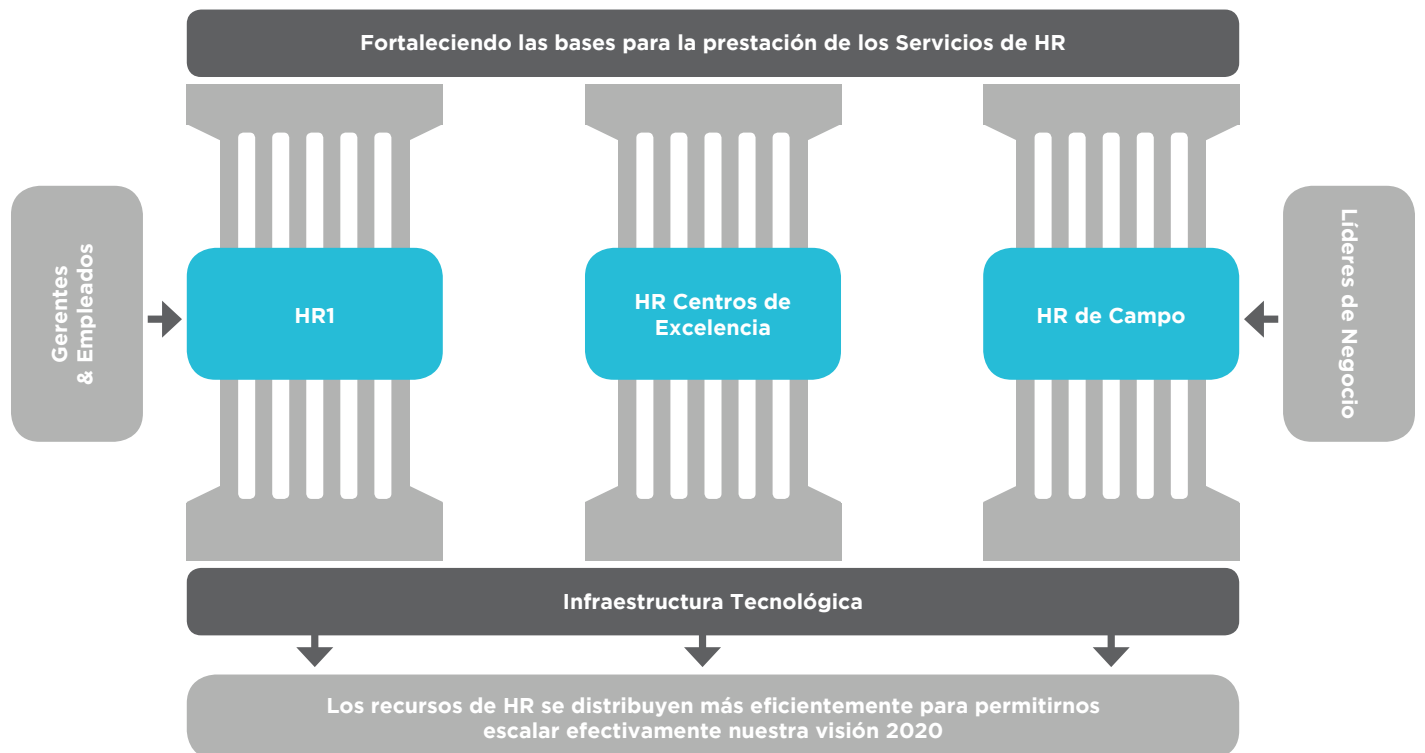 Fortaleciendo las bases para la prestación de los Servicios de HR
Gerentes
& Empleados
HR1
HR Centros de
Excelencia
HR de Campo
Líderes de Negocio
Infraestructura Tecnológica
Los recursos de HR se distribuyen más eficientemente para permitirnos
escalar efectivamente nuestra visión 2020